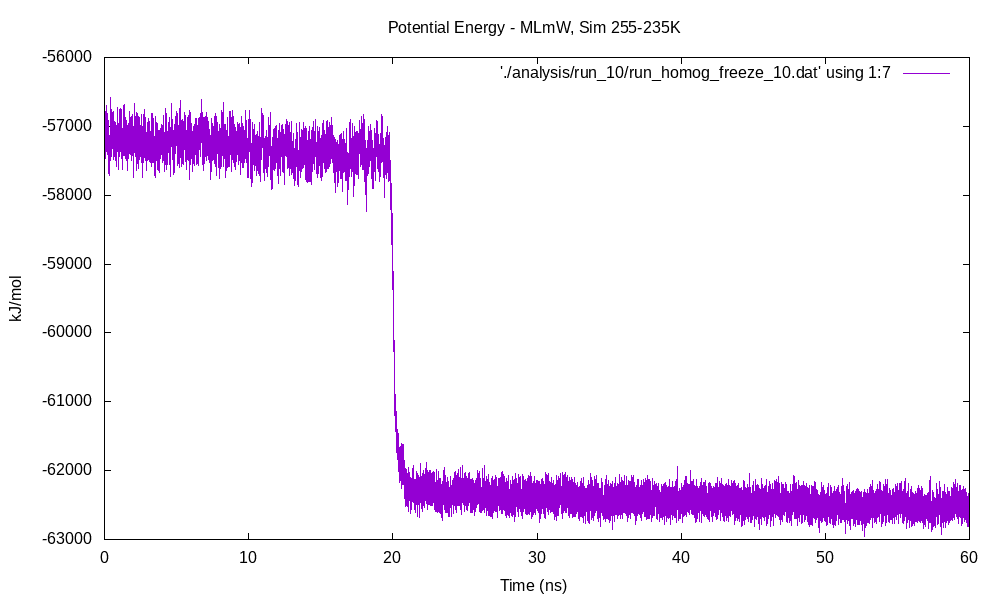 Potential Energy - MLmW, Sim 255-235K
'./analysis/run_10/run_homog_freeze_10.dat' using 1:7
-56000
-57000
-58000
-59000
-60000
-61000
-62000
-63000
kJ/mol
0 10 20 30 40 50 60
Time (ns)